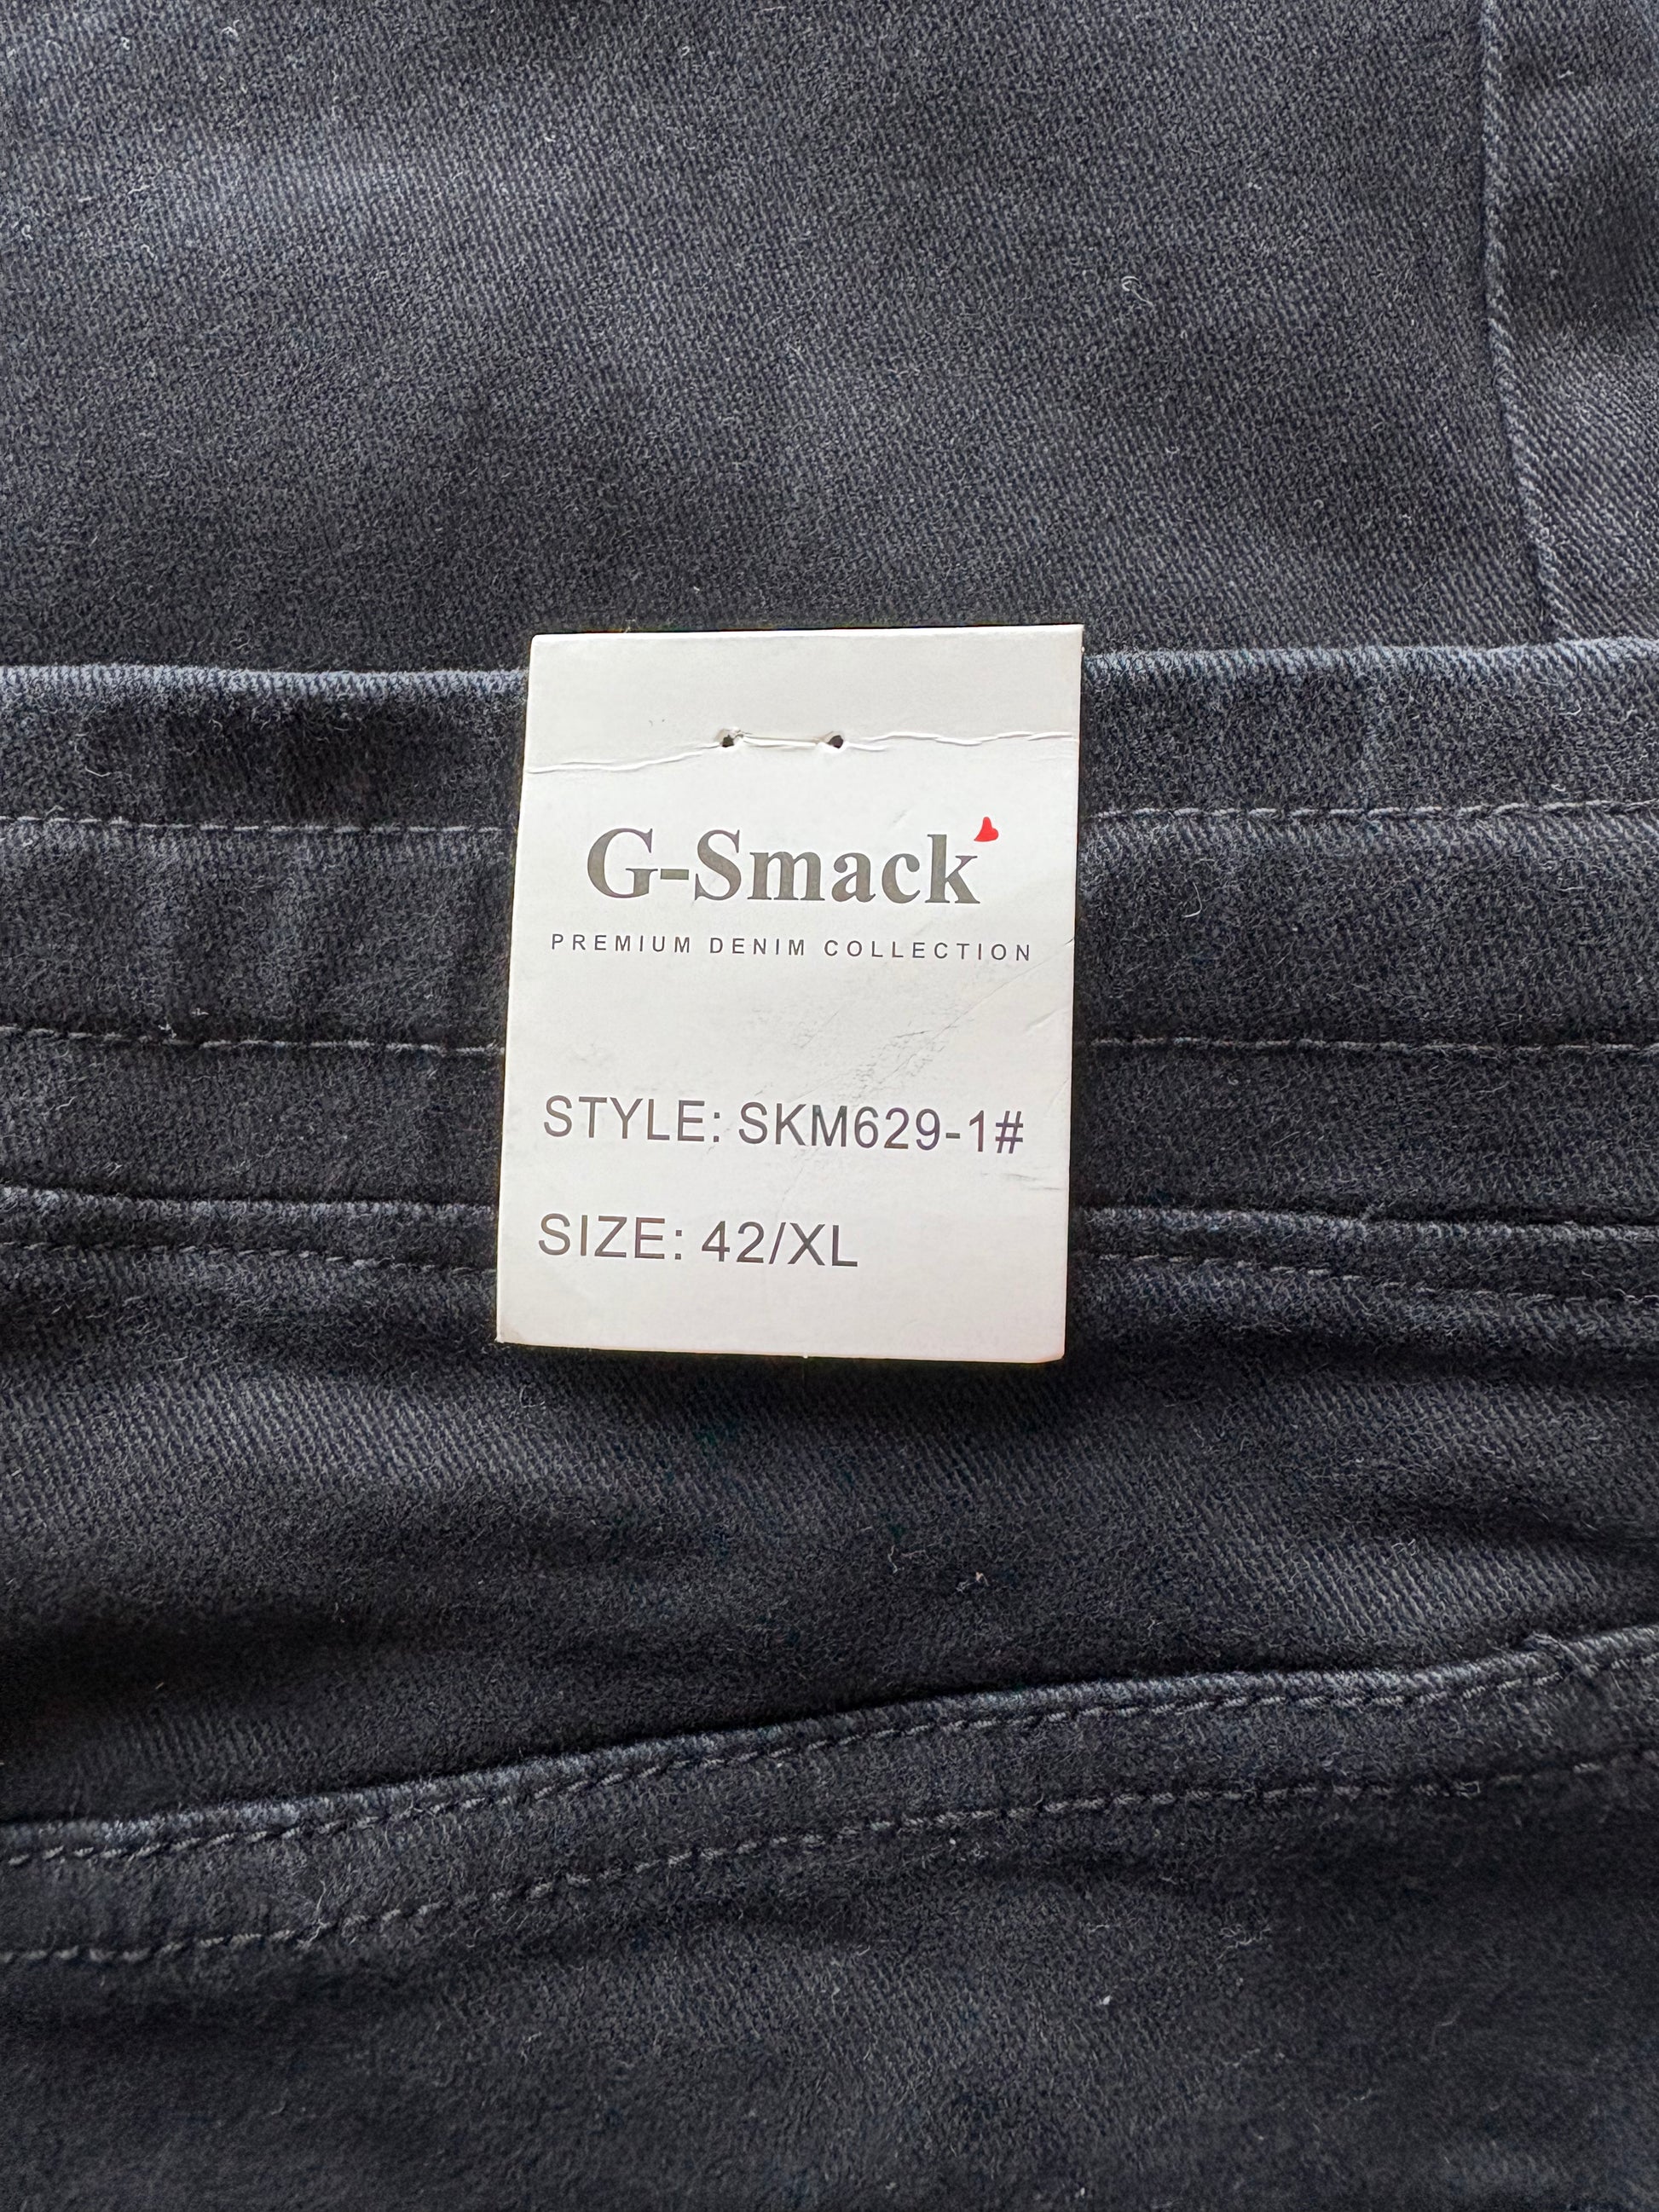 G-Smack
PREMIUM DENIM COLLECTION
STYLE: SKM629-1#
SIZE: 42/XL